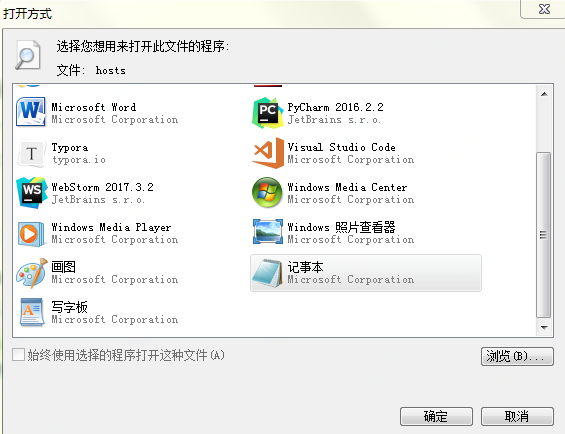 打开方式
选择您想用来打开此文件的程序:
文件: hosts
Microsoft Word
Microsoft Corporation
PyCharm 2016.2.2
JetBrains s.r.o.
Typora
typora.io
Visual Studio Code
Microsoft Corporation
WebStorm 2017.3.2
JetBrains s.r.o.
Windows Media Center
Microsoft Corporation
Windows Media Player
Microsoft Corporation
Windows 照片查看器
Microsoft Corporation
画图
Microsoft Corporation
记事本
Microsoft Corporation
写字板
Microsoft Corporation
始终使用选择的程序打开这种文件(A)
浏览(B)...
确定
取消